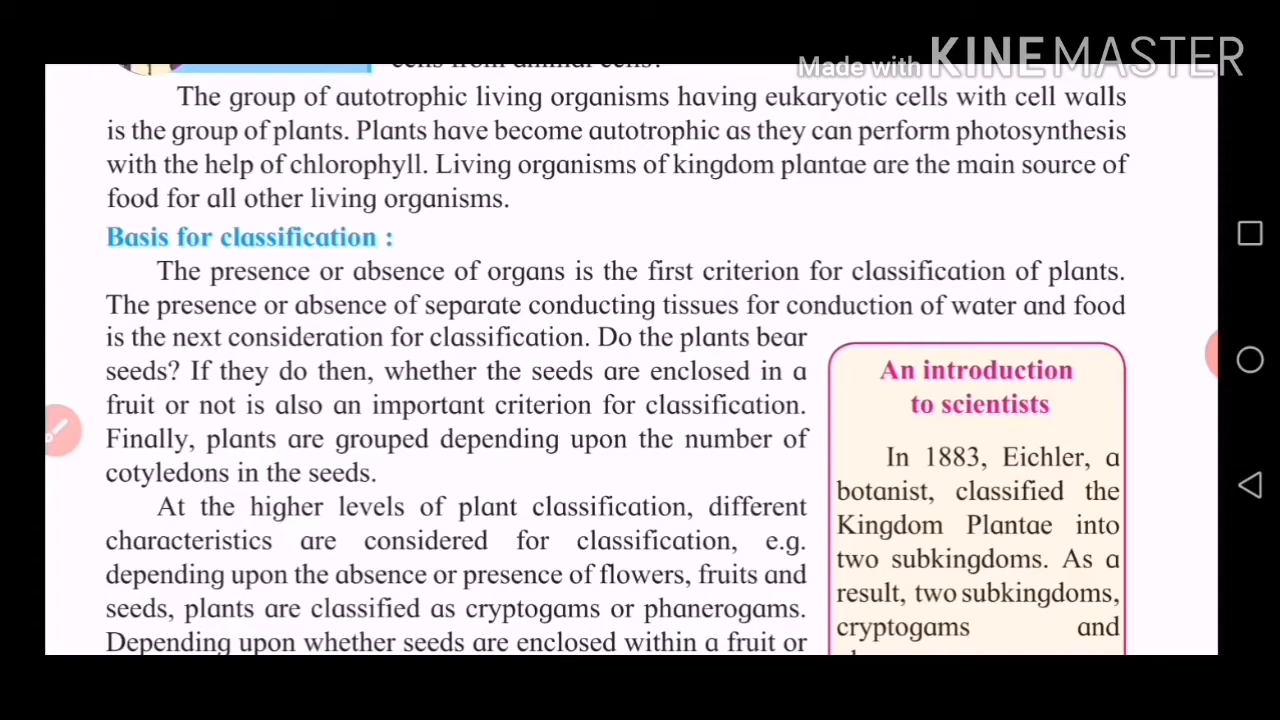 Made with KINEMASTER
cells from animal cells?
The group of autotrophic living organisms having eukaryotic cells with cell walls
is the group of plants. Plants have become autotrophic as they can perform photosynthesis
with the help of chlorophyll. Living organisms of kingdom plantae are the main source of
food for all other living organisms.
Basis for classification :
The presence or absence of organs is the first criterion for classification of plants.
The presence or absence of separate conducting tissues for conduction of water and food
is the next consideration for classification. Do the plants bear
seeds? If they do then, whether the seeds are enclosed in a
fruit or not is also an important criterion for classification.
Finally, plants are grouped depending upon the number of
cotyledons in the seeds.
At the higher levels of plant classification, different
characteristics are considered for classification, e.g.
depending upon the absence or presence of flowers, fruits and
seeds, plants are classified as cryptogams or phanerogams.
Depending upon whether seeds are enclosed within a fruit or
An introduction
to scientists
In 1883, Eichler, a
botanist, classified the
Kingdom Plantae into
two subkingdoms. As a
result, two subkingdoms,
cryptogams and